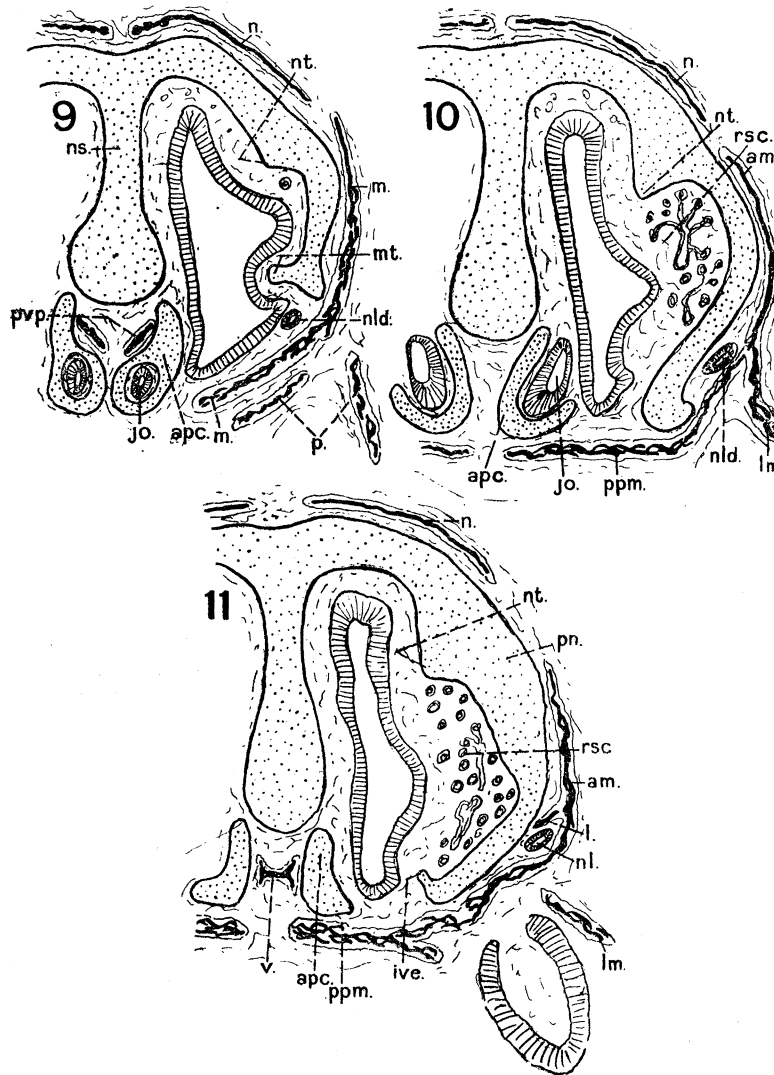 9
n.
nt.
ns.
m.
mt.
pvp.
nld.
jo.
apc.
m.
p.
10
n.
nt.
rsc.
am
apc.
jo.
ppm.
nld.
lm
11
n.
nt.
pn.
rsc
am.
l.
nl.
v.
apc.
ppm.
ive.
lm.